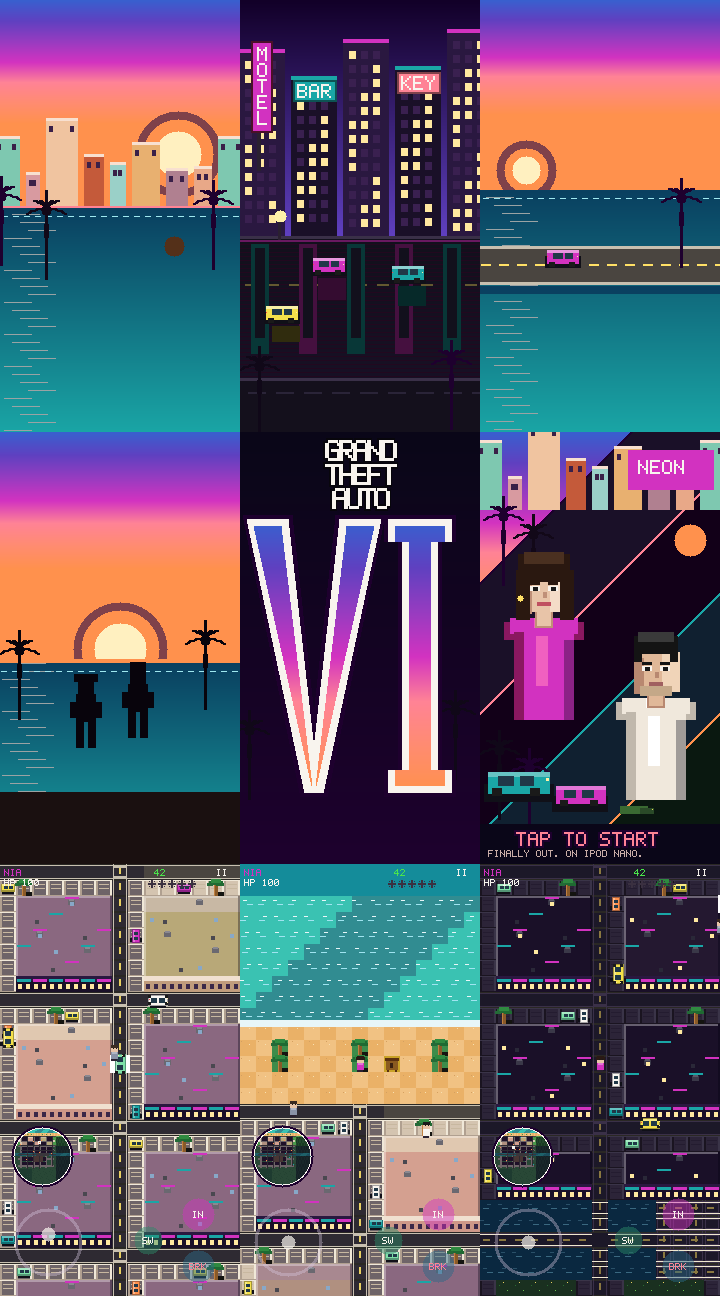 MOTEL
BAR
KEY
GRAND
THEFT
AUTO
VI
NEON
TAP TO START
FINALLY OUT. ON IPOD NANO.
NIA 42 II
HP 100
IN
SW
BRK
NIA 42 II
HP 100
IN
SW
BRK
NIA 42 II
HP 100
IN
SW
BRK